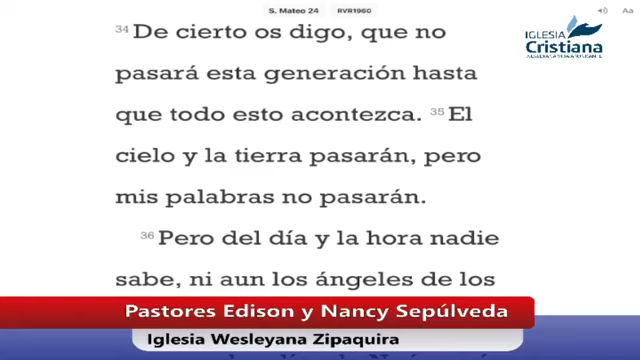 S. Mateo 24 RVR1960
Aa
IGLESIA
Cristiana
34 De cierto os digo, que no
pasará esta generación hasta
que todo esto acontezca. 35 El
cielo y la tierra pasarán, pero
mis palabras no pasarán.
36 Pero del día y la hora nadie
sabe, ni aun los ángeles de los
Pastores Edison y Nancy Sepúlveda
Iglesia Wesleyana Zipaquira